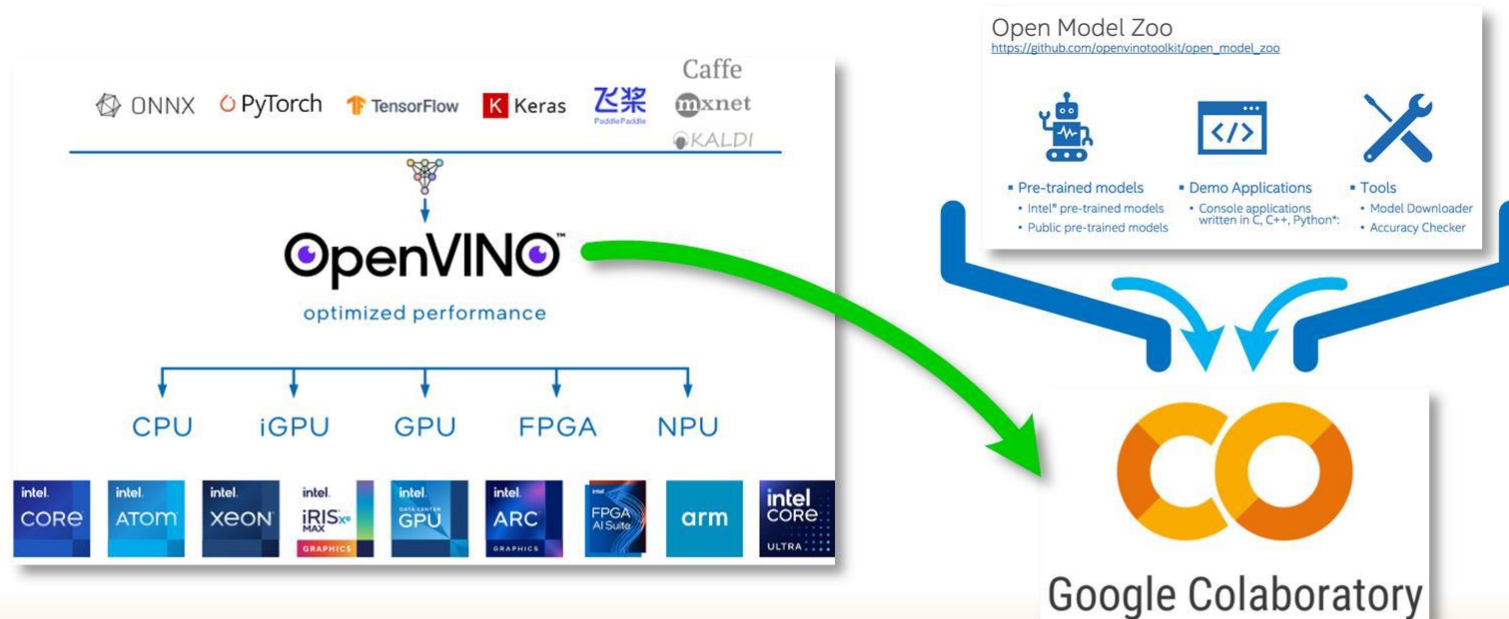 ONNX
PyTorch
TensorFlow
K Keras
飞桨
PaddlePaddle
Caffe
mxnet
KALDI
OpenVINO™
optimized performance
CPU iGPU GPU FPGA NPU
intel. CORE
intel. ATOM
intel. XEON
intel. IRIS Xe MAX GRAPHICS
intel. DATA CENTER GPU
intel. ARC GRAPHICS
intel FPGA AI Suite
arm
intel CORE ULTRA
Open Model Zoo
https://github.com/openvinotoolkit/open_model_zoo
</>
▪ Pre-trained models
• Intel® pre-trained models
• Public pre-trained models
▪ Demo Applications
• Console applications
written in C, C++, Python*:
▪ Tools
• Model Downloader
• Accuracy Checker
CO
Google Colaboratory